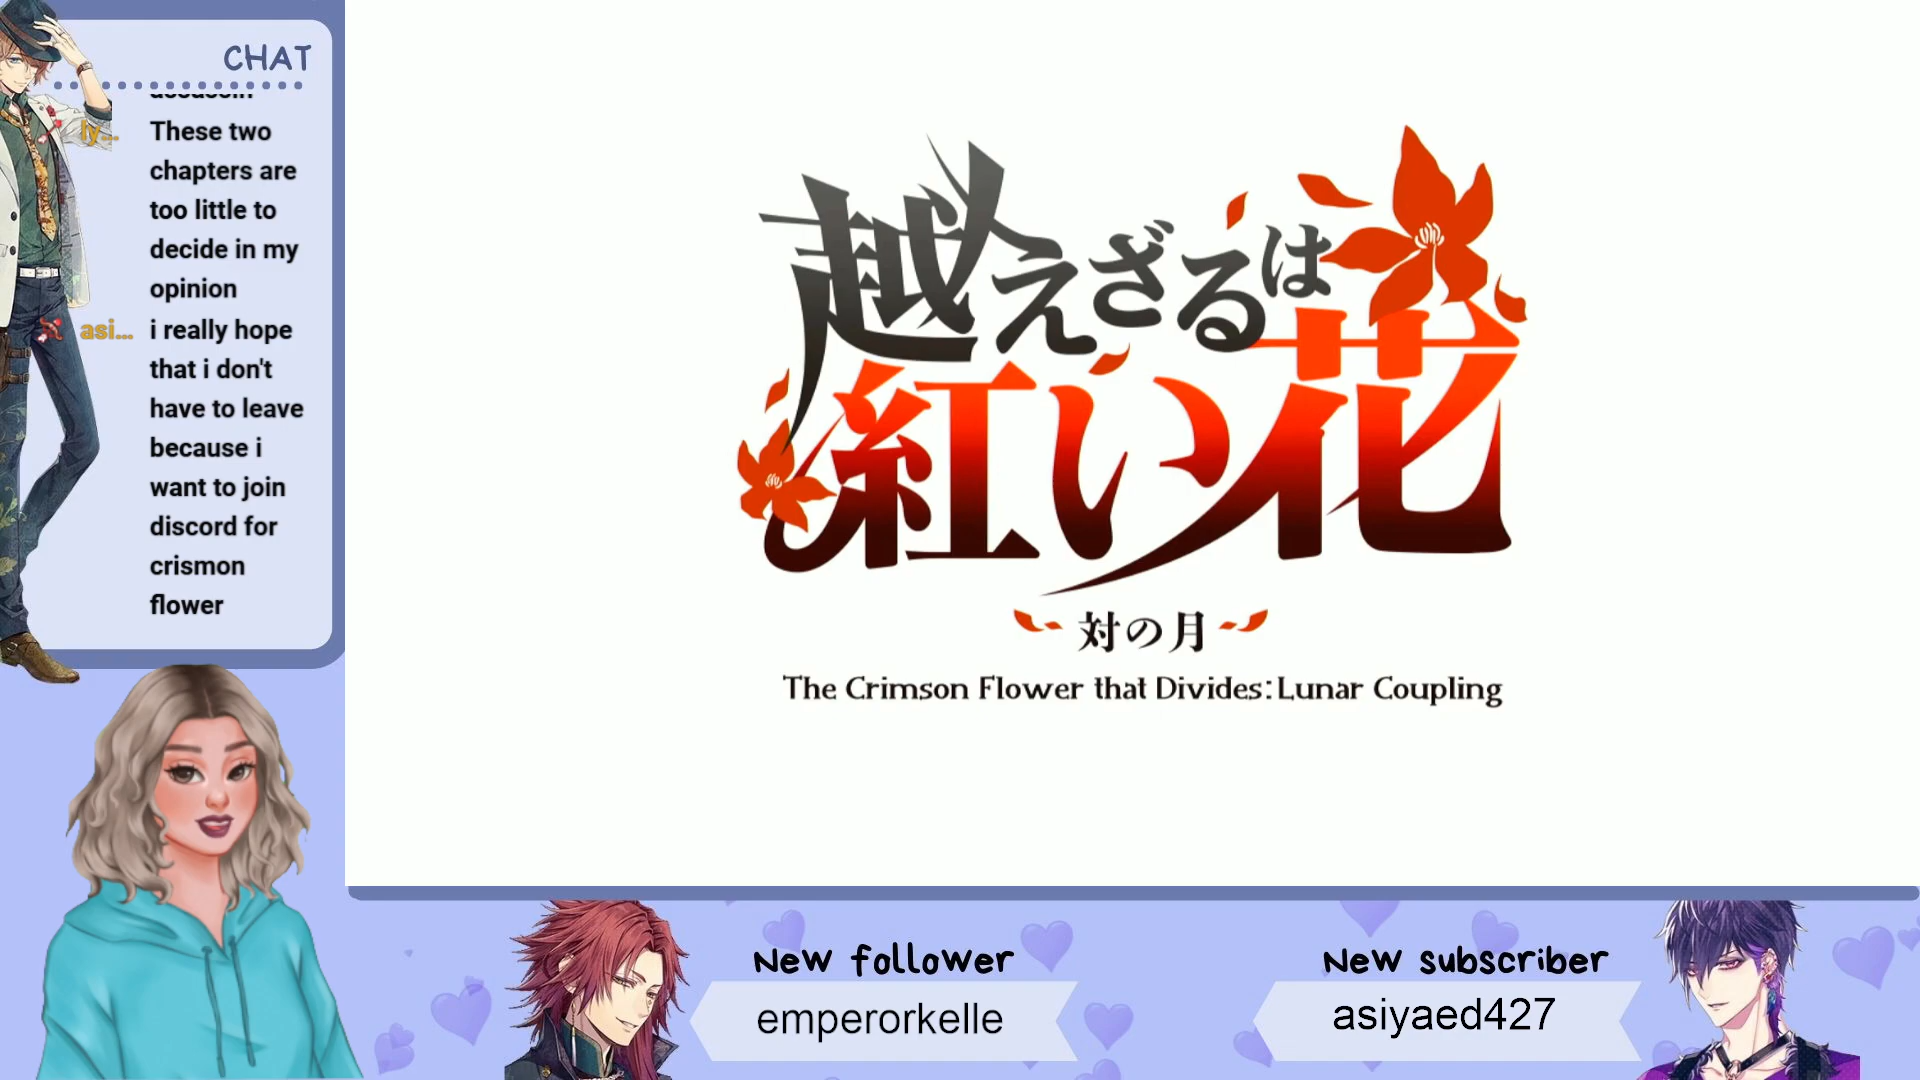 CHAT
assassin
ly... These two
chapters are
too little to
decide in my
opinion
asi... i really hope
that i don't
have to leave
because i
want to join
discord for
crismon
flower
越えざるは
紅い花
対の月
The Crimson Flower that Divides:Lunar Coupling
New follower
emperorkelle
New subscriber
asiyaed427